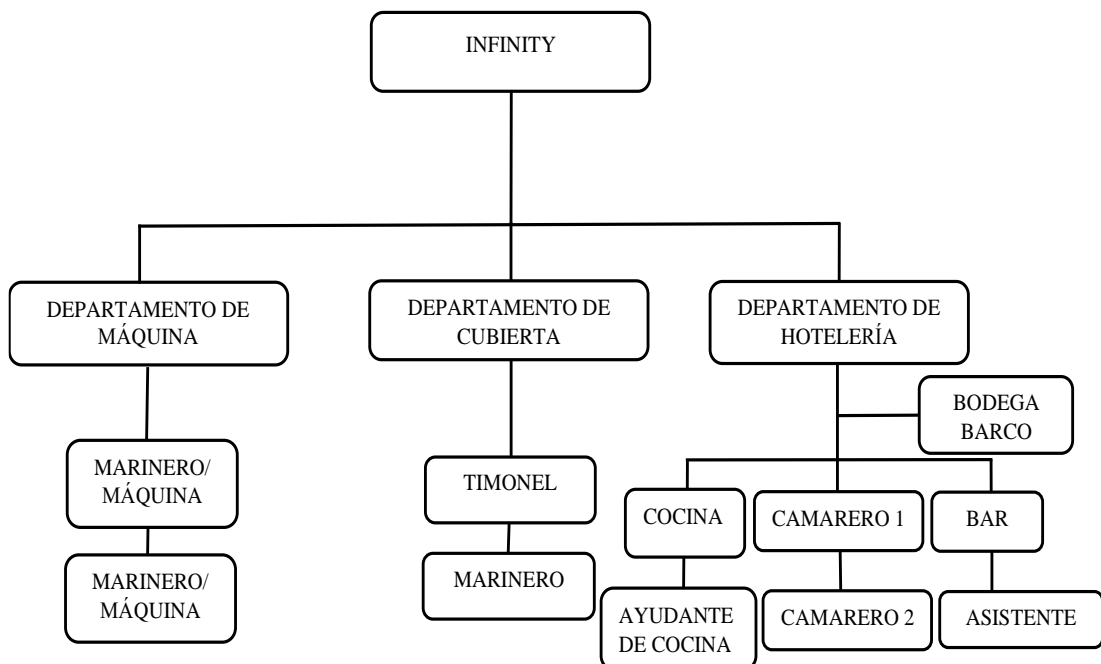 INFINITY
DEPARTAMENTO DE
MÁQUINA
DEPARTAMENTO DE
CUBIERTA
DEPARTAMENTO DE
HOTELERÍA
BODEGA
BARCO
MARINERO/
MÁQUINA
TIMONEL
COCINA
CAMARERO 1
BAR
MARINERO/
MÁQUINA
MARINERO
AYUDANTE
DE COCINA
CAMARERO 2
ASISTENTE